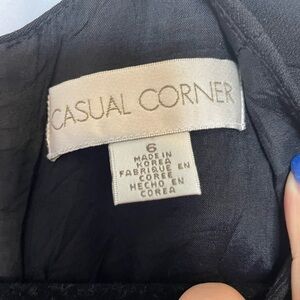 CASUAL CORNER
6
MADE IN
KOREA
FABRIQUE EN
COREE
HECHO EN
COREA